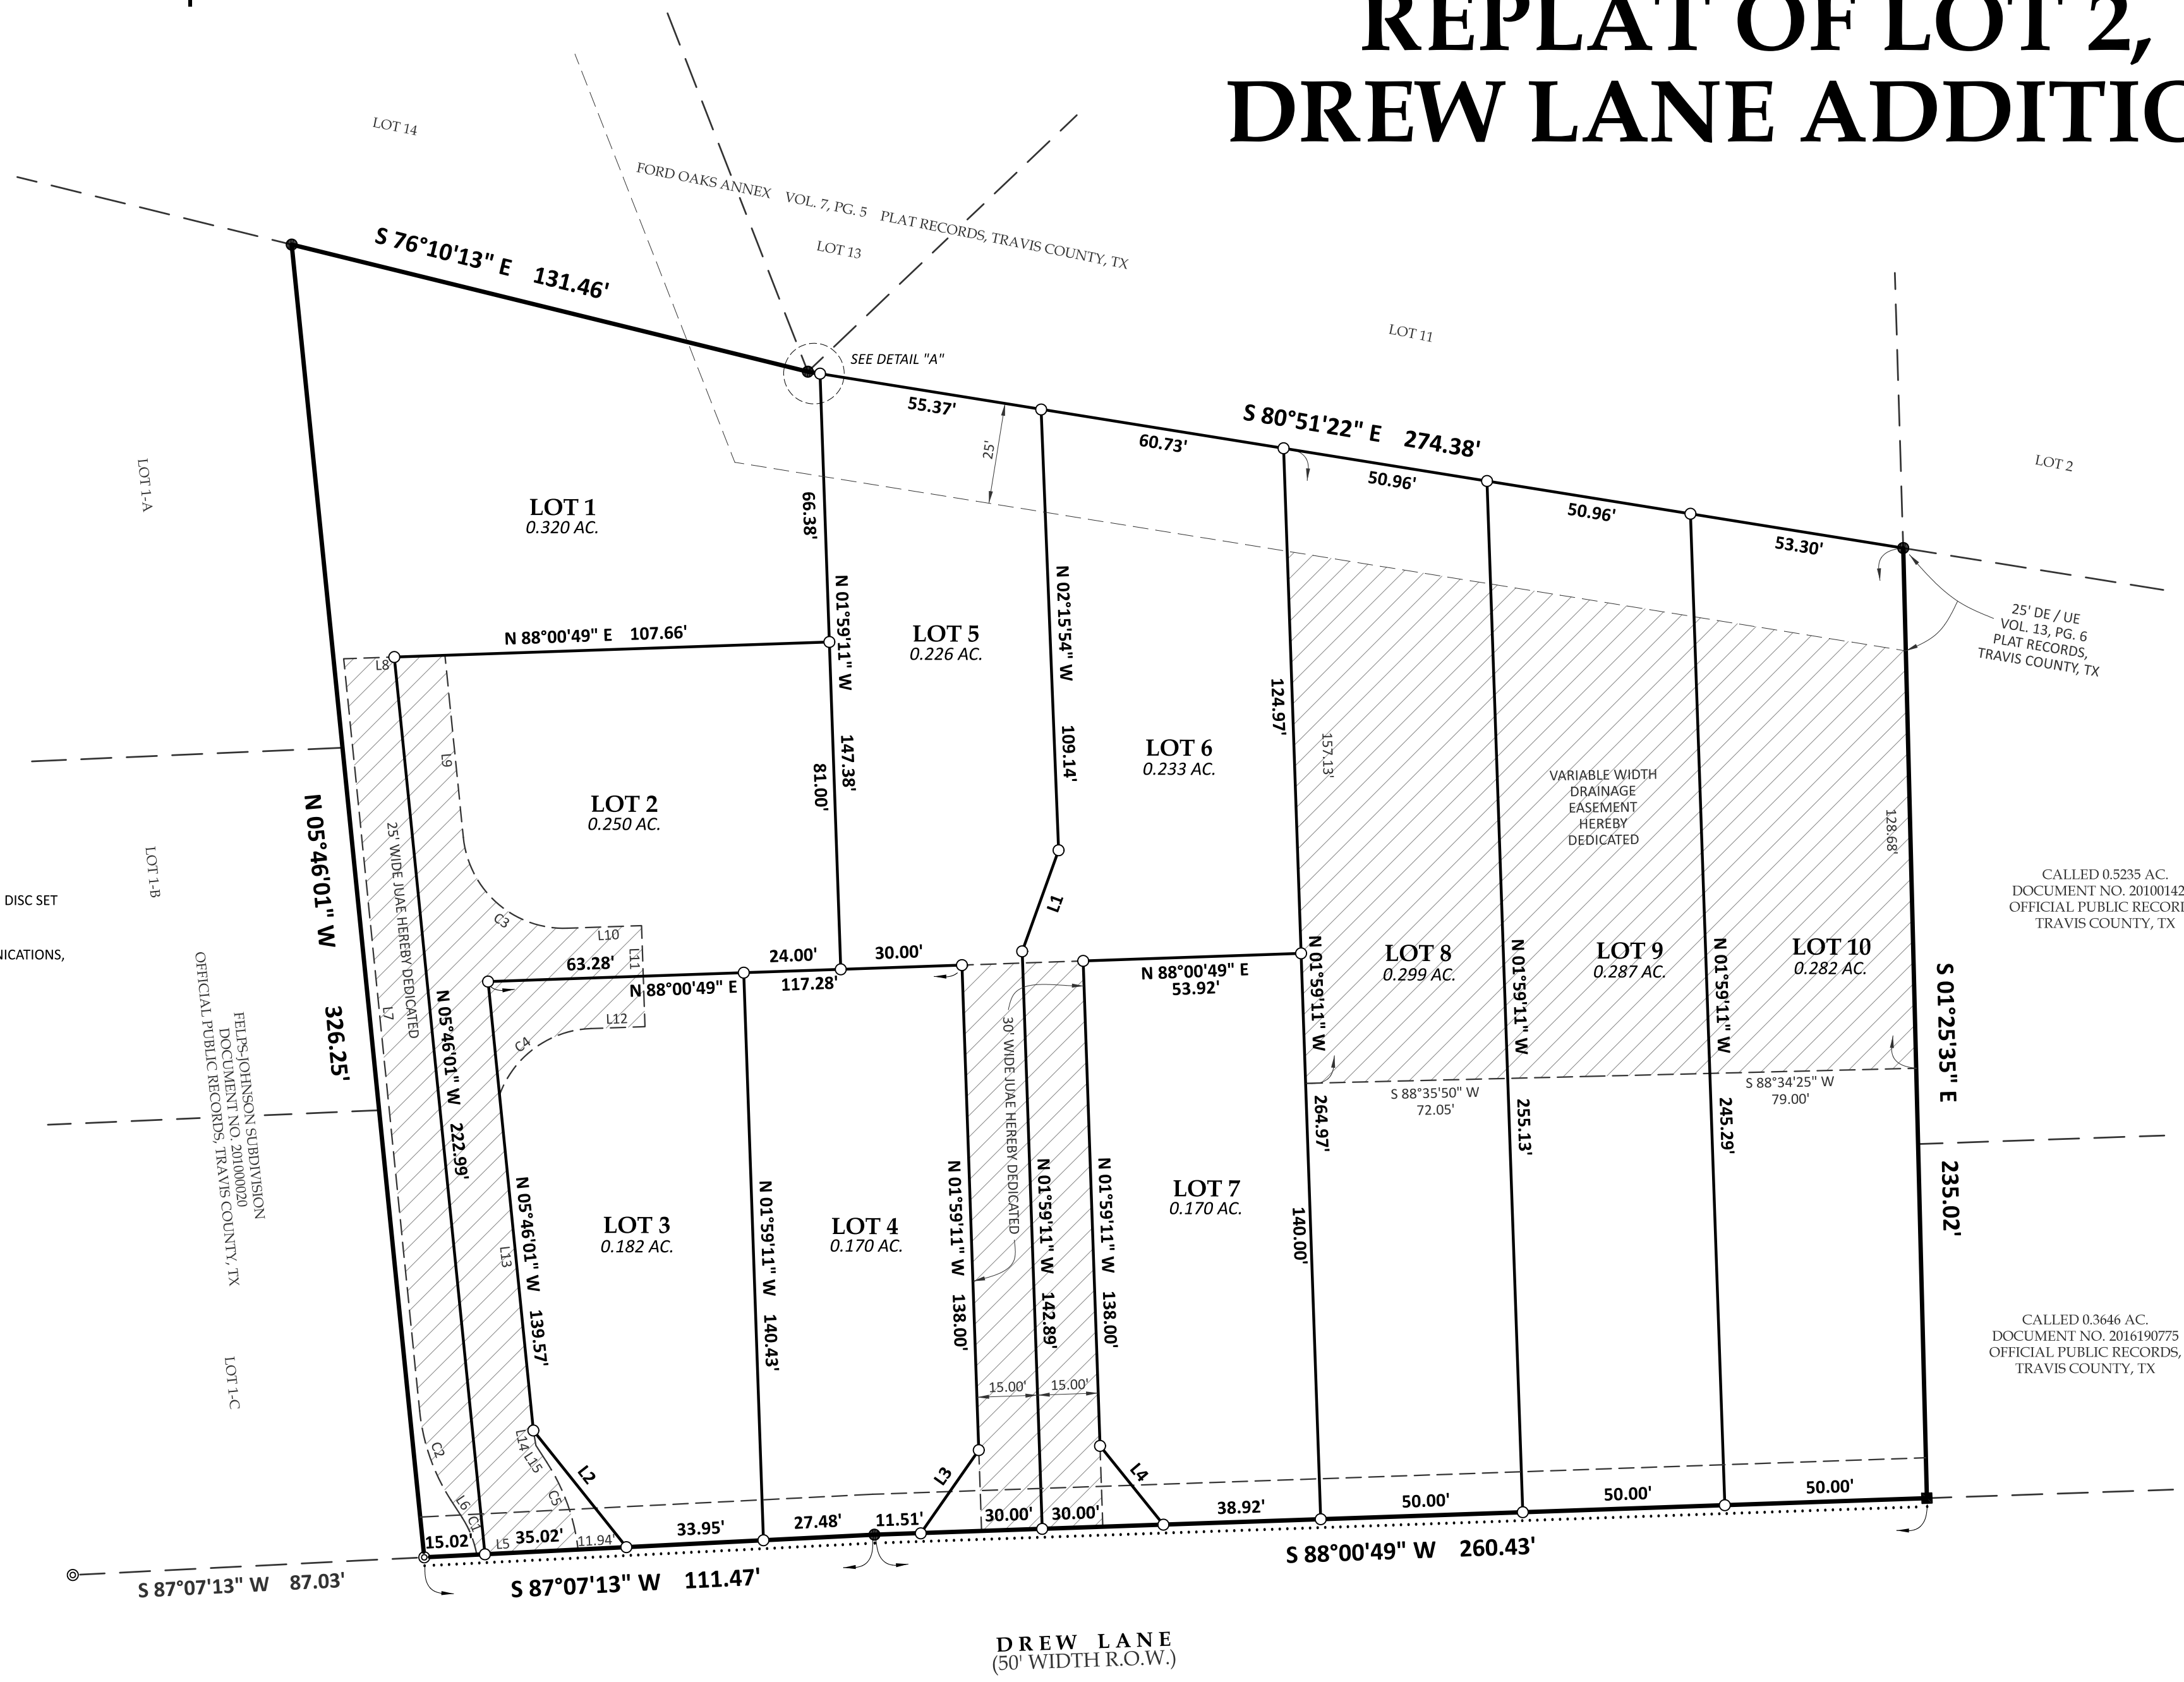 REPLAT OF LOT 2,
DREW LANE ADDITIO
LOT 14
FORD OAKS ANNEX VOL. 7, PG. 5 PLAT RECORDS, TRAVIS COUNTY, TX
LOT 13
LOT 11
LOT 2
S 76°10'13" E 131.46'
SEE DETAIL "A"
55.37'
25'
60.73'
S 80°51'22" E 274.38'
50.96'
50.96'
53.30'
25' DE / UE
VOL. 13, PG. 6
PLAT RECORDS,
TRAVIS COUNTY, TX
LOT 1-A
LOT 1
0.320 AC.
66.38'
N 01°59'11" W 147.38'
81.00'
N 88°00'49" E 107.66'
LOT 5
0.226 AC.
N 02°15'54" W 109.14'
LOT 6
0.233 AC.
124.97'
157.13'
VARIABLE WIDTH
DRAINAGE
EASEMENT
HEREBY
DEDICATED
128.68'
L8
L9
25' WIDE JUAE HEREBY DEDICATED
LOT 2
0.250 AC.
N 05°46'01" W 326.25'
LOT 1-B
DISC SET
NICATIONS,
CALLED 0.5235 AC.
DOCUMENT NO. 20100142
OFFICIAL PUBLIC RECOR
TRAVIS COUNTY, TX
C3
L10
L11
L12
C4
L7
63.28'
24.00'
30.00'
N 88°00'49" E 117.28'
L1
N 88°00'49" E
53.92'
LOT 8
0.299 AC.
LOT 9
0.287 AC.
LOT 10
0.282 AC.
N 01°59'11" W 264.97'
N 01°59'11" W 255.13'
N 01°59'11" W 245.29'
S 01°25'35" E 235.02'
S 88°35'50" W
72.05'
S 88°34'25" W
79.00'
FELPS-JOHNSON SUBDIVISION
DOCUMENT NO. 201000020
OFFICIAL PUBLIC RECORDS, TRAVIS COUNTY, TX
N 05°46'01" W 222.99'
N 05°46'01" W 139.57'
L13
LOT 3
0.182 AC.
N 01°59'11" W 140.43'
LOT 4
0.170 AC.
N 01°59'11" W 138.00'
30' WIDE JUAE HEREBY DEDICATED
N 01°59'11" W 142.89'
N 01°59'11" W 138.00'
LOT 7
0.170 AC.
140.00'
CALLED 0.3646 AC.
DOCUMENT NO. 2016190775
OFFICIAL PUBLIC RECORDS,
TRAVIS COUNTY, TX
LOT 1-C
15.00'
15.00'
C2
L6
C1
L14
L15
C5
L2
L3
L4
15.02'
L5
35.02'
11.94'
33.95'
27.48'
11.51'
30.00'
30.00'
38.92'
50.00'
50.00'
50.00'
S 87°07'13" W 87.03'
S 87°07'13" W 111.47'
S 88°00'49" W 260.43'
DREW LANE
(50' WIDTH R.O.W.)